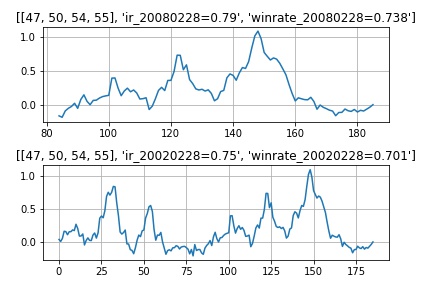 [[47, 50, 54, 55], 'ir_20080228=0.79', 'winrate_20080228=0.738']
1.0
0.5
0.0
80 100 120 140 160 180
[[47, 50, 54, 55], 'ir_20020228=0.75', 'winrate_20020228=0.701']
1.0
0.5
0.0
0 25 50 75 100 125 150 175